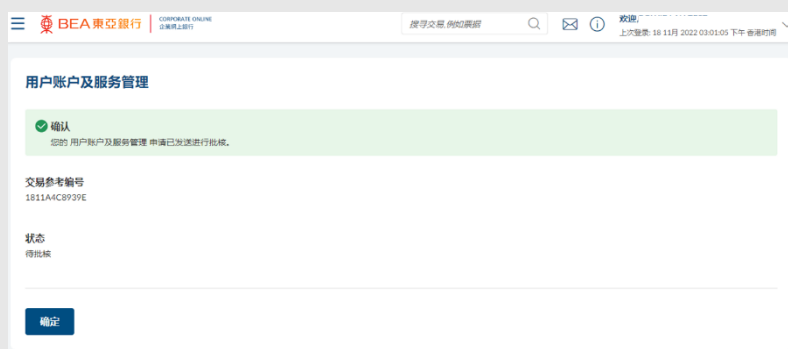 BEA東亞銀行
CORPORATE ONLINE
企業網上銀行
搜寻交易,例如票据
欢迎,
上次登录: 18 11月 2022 03:01:05 下午 香港时间
用户账户及服务管理
确认
您的 用户账户及服务管理 申请已发送进行批核。
交易参考编号
1811A4C8939E
状态
待批核
确定